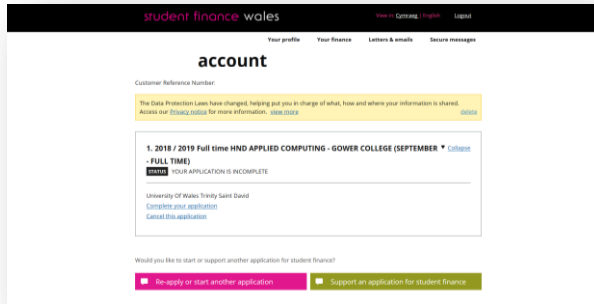 student finance wales
View in: Cymraeg | English Logout
Your profile Your finance Letters & emails Secure messages
account
Customer Reference Number:
The Data Protection Laws have changed, helping put you in charge of what, how and where your information is shared.
Access our Privacy notice for more information. view more delete
1. 2018 / 2019 Full time HND APPLIED COMPUTING - GOWER COLLEGE (SEPTEMBER ▼ Collapse
- FULL TIME)
STATUS YOUR APPLICATION IS INCOMPLETE
University Of Wales Trinity Saint David
Complete your application
Cancel this application
Would you like to start or support another application for student finance?
Re-apply or start another application Support an application for student finance